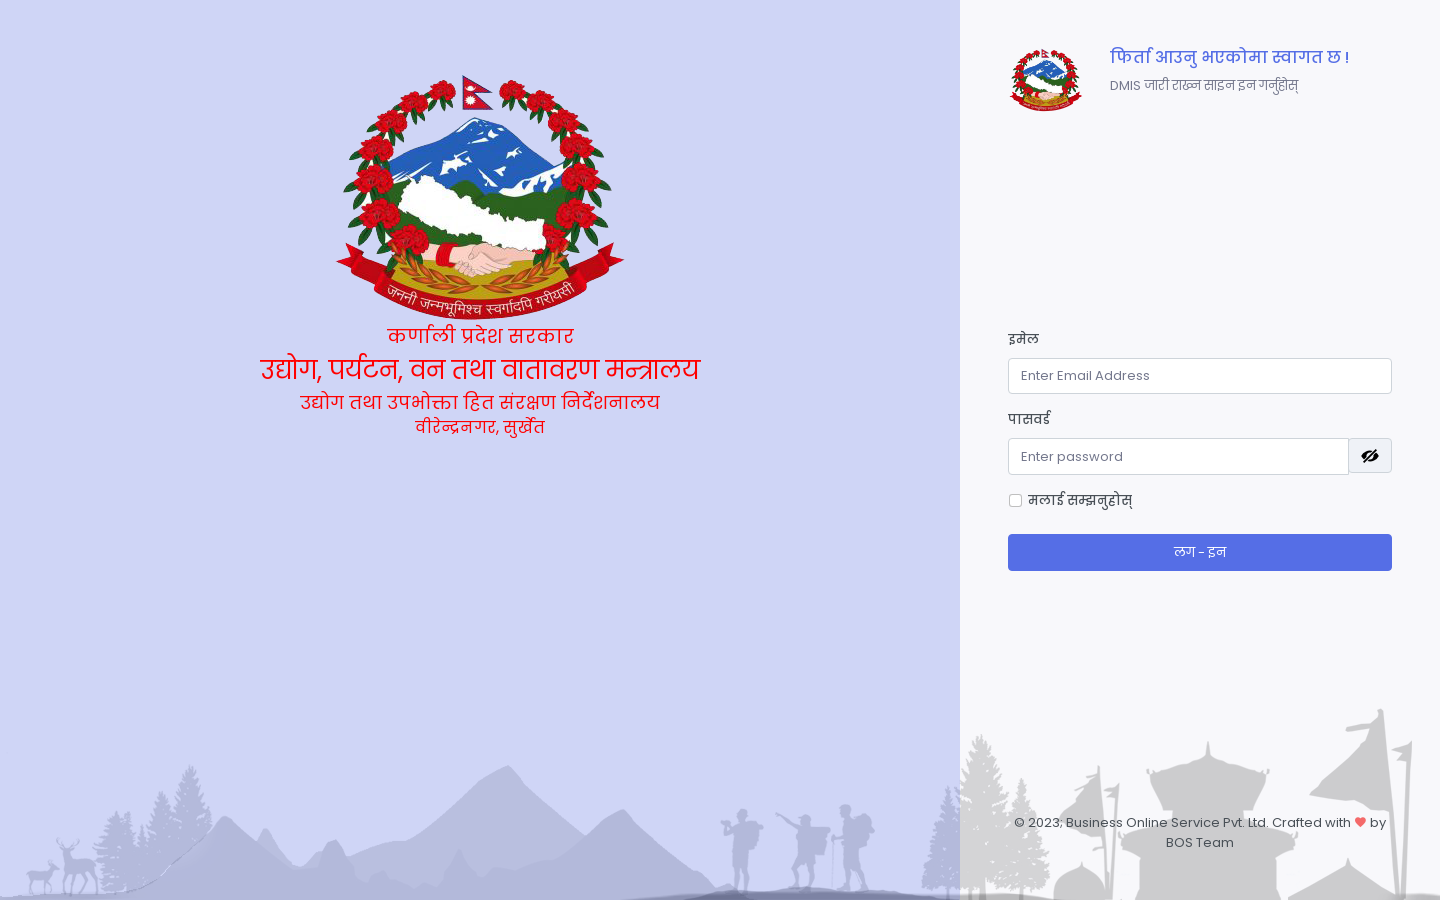 जननी जन्मभूमिश्च स्वर्गादपि गरीयसी
कर्णाली प्रदेश सरकार
उद्योग, पर्यटन, वन तथा वातावरण मन्त्रालय
उद्योग तथा उपभोक्ता हित संरक्षण निर्देशनालय
वीरेन्द्रनगर, सुर्खेत
फिर्ता आउनु भएकोमा स्वागत छ !
DMIS जारी राख्न साइन इन गर्नुहोस्
इमेल
Enter Email Address
पासवर्ड
Enter password
मलाई सम्झनुहोस्
लग - इन
© 2023; Business Online Service Pvt. Ltd. Crafted with ♥ by
BOS Team